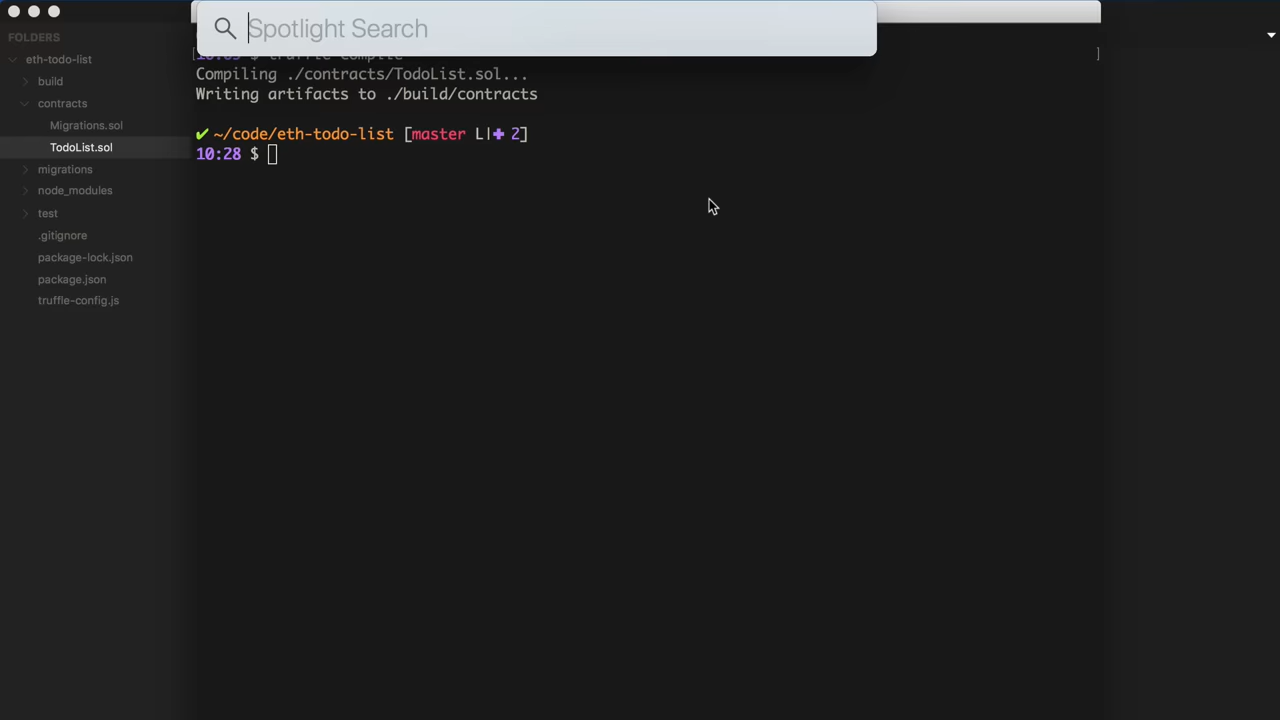 Spotlight Search
FOLDERS
eth-todo-list
build
contracts
Migrations.sol
TodoList.sol
migrations
node_modules
test
.gitignore
package-lock.json
package.json
truffle-config.js
Compiling ./contracts/TodoList.sol...
Writing artifacts to ./build/contracts
✔ ~/code/eth-todo-list [master L|✚ 2]
10:28 $